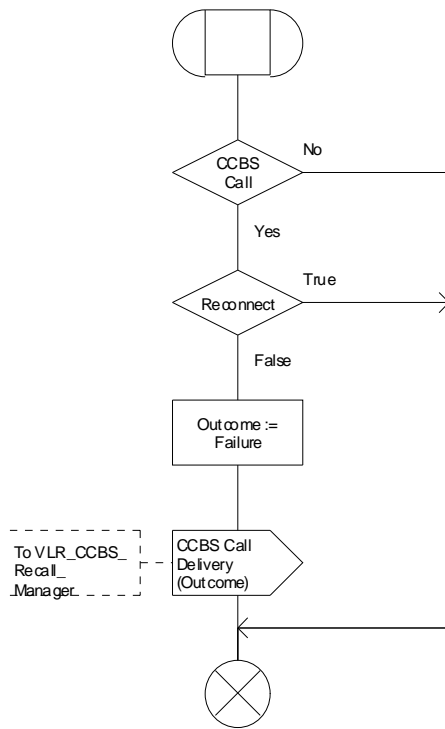 No
CCBS
Call
Yes
True
Reconnect
False
Outcome :=
Failure
To VLR_CCBS_
Recall_
Manager
CCBS Call
Delivery
(Outcome)